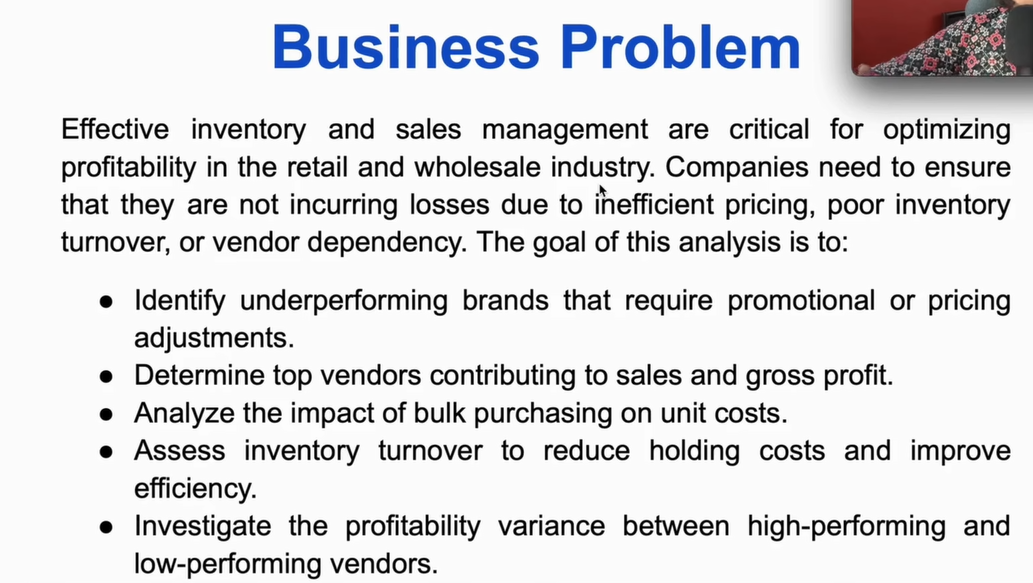 Business Problem
Effective inventory and sales management are critical for optimizing
profitability in the retail and wholesale industry. Companies need to ensure
that they are not incurring losses due to inefficient pricing, poor inventory
turnover, or vendor dependency. The goal of this analysis is to:
● Identify underperforming brands that require promotional or pricing
adjustments.
● Determine top vendors contributing to sales and gross profit.
● Analyze the impact of bulk purchasing on unit costs.
● Assess inventory turnover to reduce holding costs and improve
efficiency.
● Investigate the profitability variance between high-performing and
low-performing vendors.